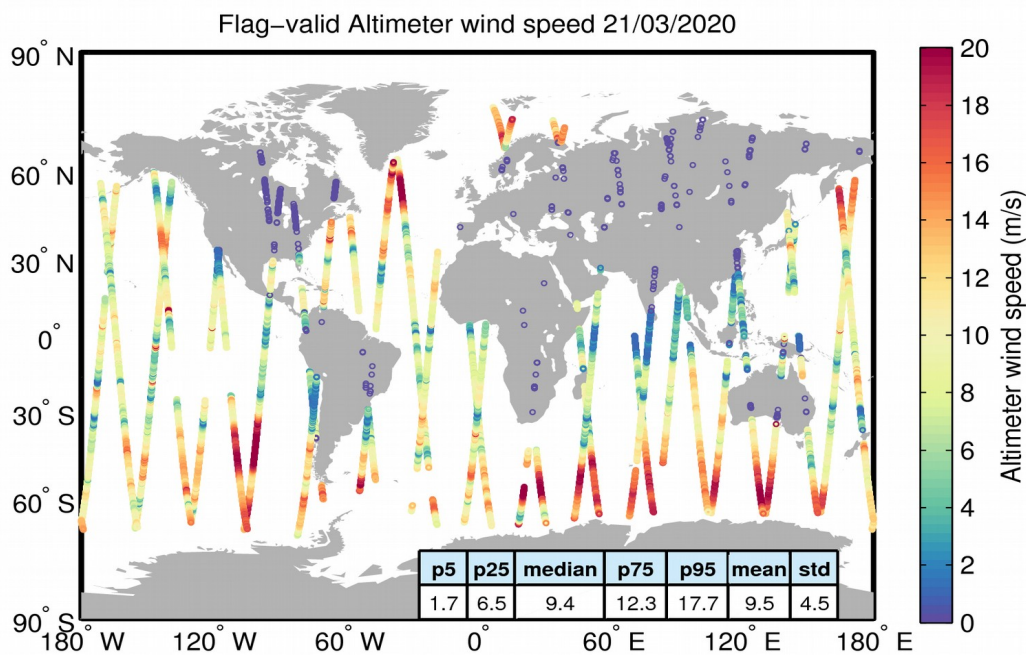 Flag-valid Altimeter wind speed 21/03/2020
90° N
60° N
30° N
0°
30° S
60° S
90° S
180° W
120° W
60° W
0°
60° E
120° E
180° E
p5 p25 median p75 p95 mean std
1.7 6.5 9.4 12.3 17.7 9.5 4.5
20
18
16
14
12
10
8
6
4
2
0
Altimeter wind speed (m/s)